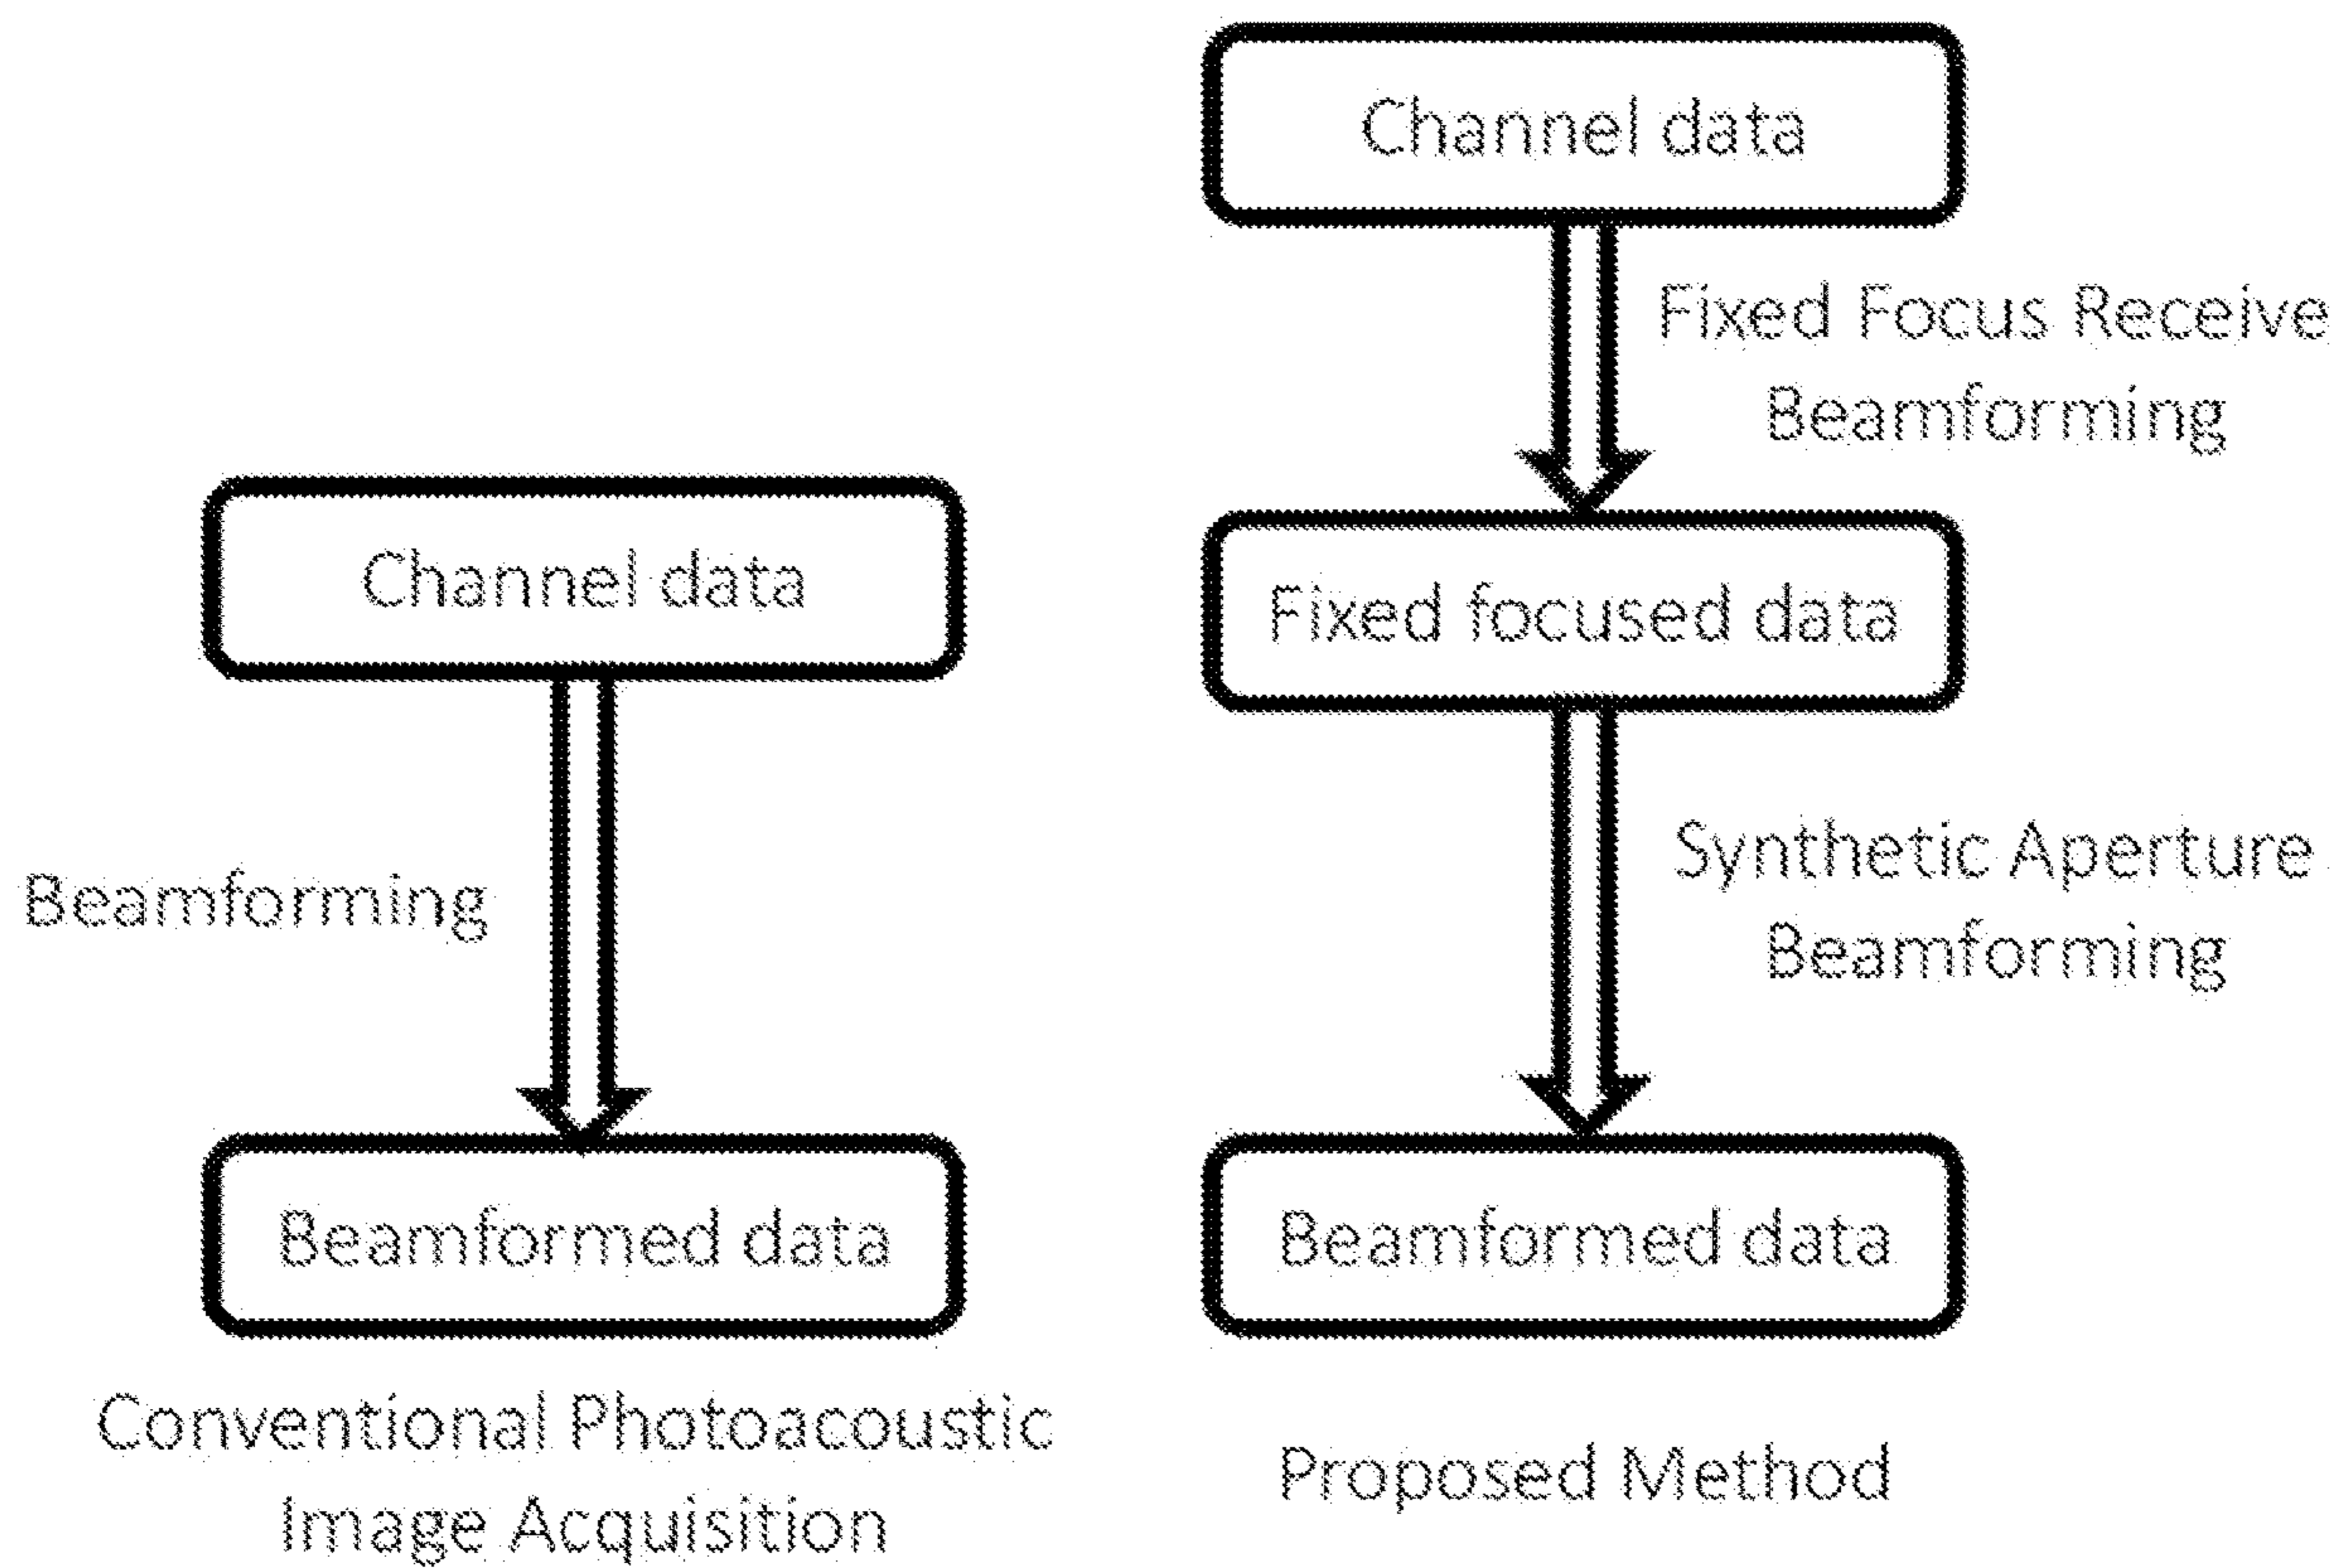 Channel data
Beamforming
Beamformed data
Conventional Photoacoustic
Image Acquisition
Channel data
Fixed Focus Receive
Beamforming
Fixed focused data
Synthetic Aperture
Beamforming
Beamformed data
Proposed Method